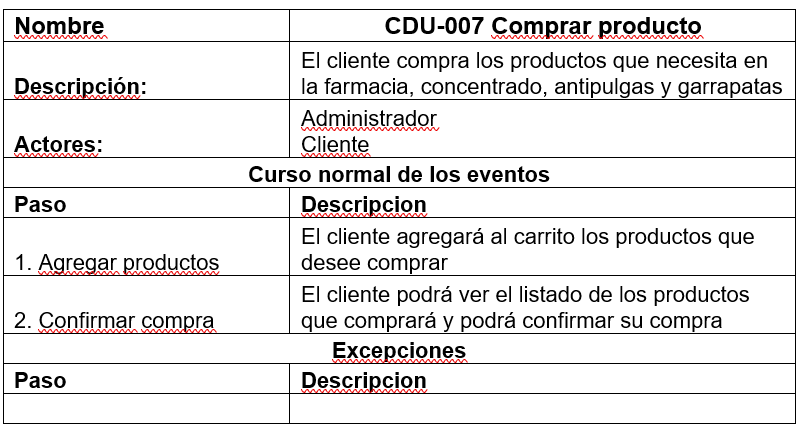 Nombre
CDU-007 Comprar producto
Descripción:
El cliente compra los productos que necesita en
la farmacia, concentrado, antipulgas y garrapatas
Actores:
Administrador
Cliente
Curso normal de los eventos
Paso
Descripcion
1. Agregar productos
El cliente agregará al carrito los productos que
desee comprar
2. Confirmar compra
El cliente podrá ver el listado de los productos
que comprará y podrá confirmar su compra
Excepciones
Paso
Descripcion